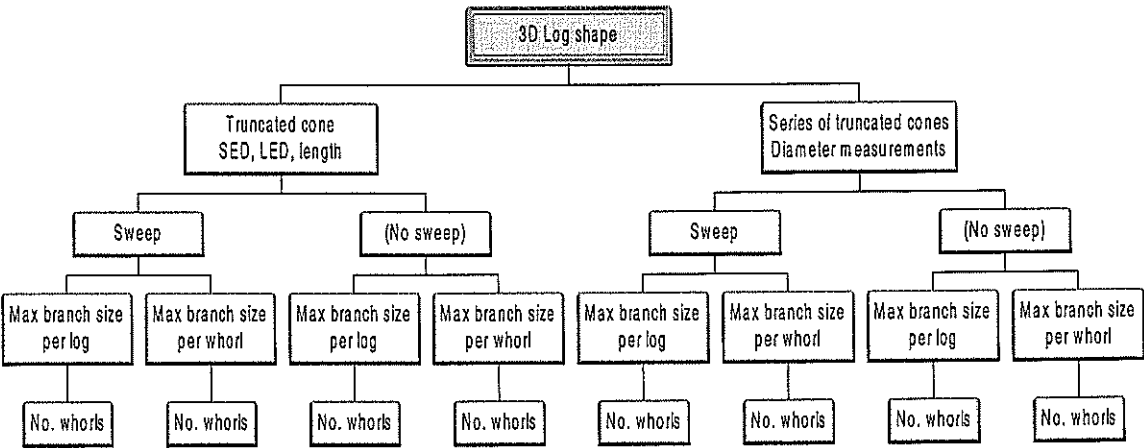 3D Log shape
Truncated cone
SED, LED, length
Series of truncated cones
Diameter measurements
Sweep
(No sweep)
Sweep
(No sweep)
Max branch size
per log
Max branch size
per whorl
Max branch size
per log
Max branch size
per whorl
Max branch size
per log
Max branch size
per whorl
Max branch size
per log
Max branch size
per whorl
No. whorls
No. whorls
No. whorls
No. whorls
No. whorls
No. whorls
No. whorls
No. whorls